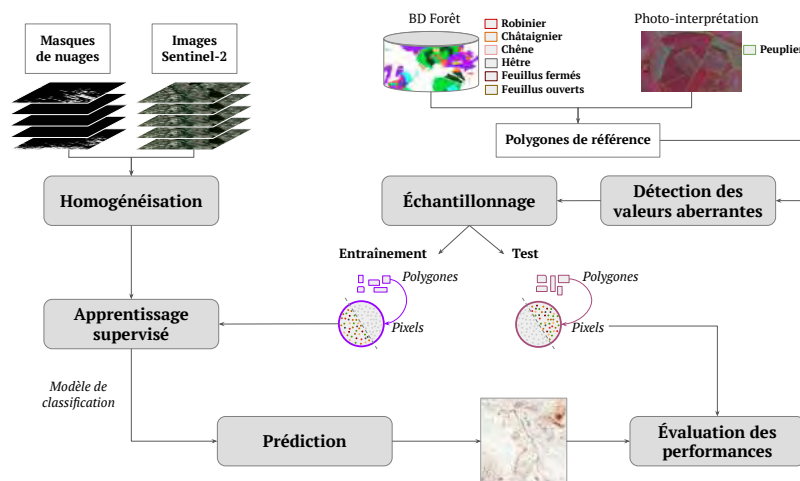 Masques
de nuages
Images
Sentinel-2
BD Forêt
Robinier
Châtaignier
Chêne
Hêtre
Feuillus fermés
Feuillus ouverts
Photo-interprétation
Peuplier
Polygones de référence
Homogénéisation
Échantillonnage
Détection des
valeurs aberrantes
Entraînement
Polygones
Pixels
Test
Polygones
Pixels
Apprentissage
supervisé
Modèle de
classification
Prédiction
Évaluation des
performances